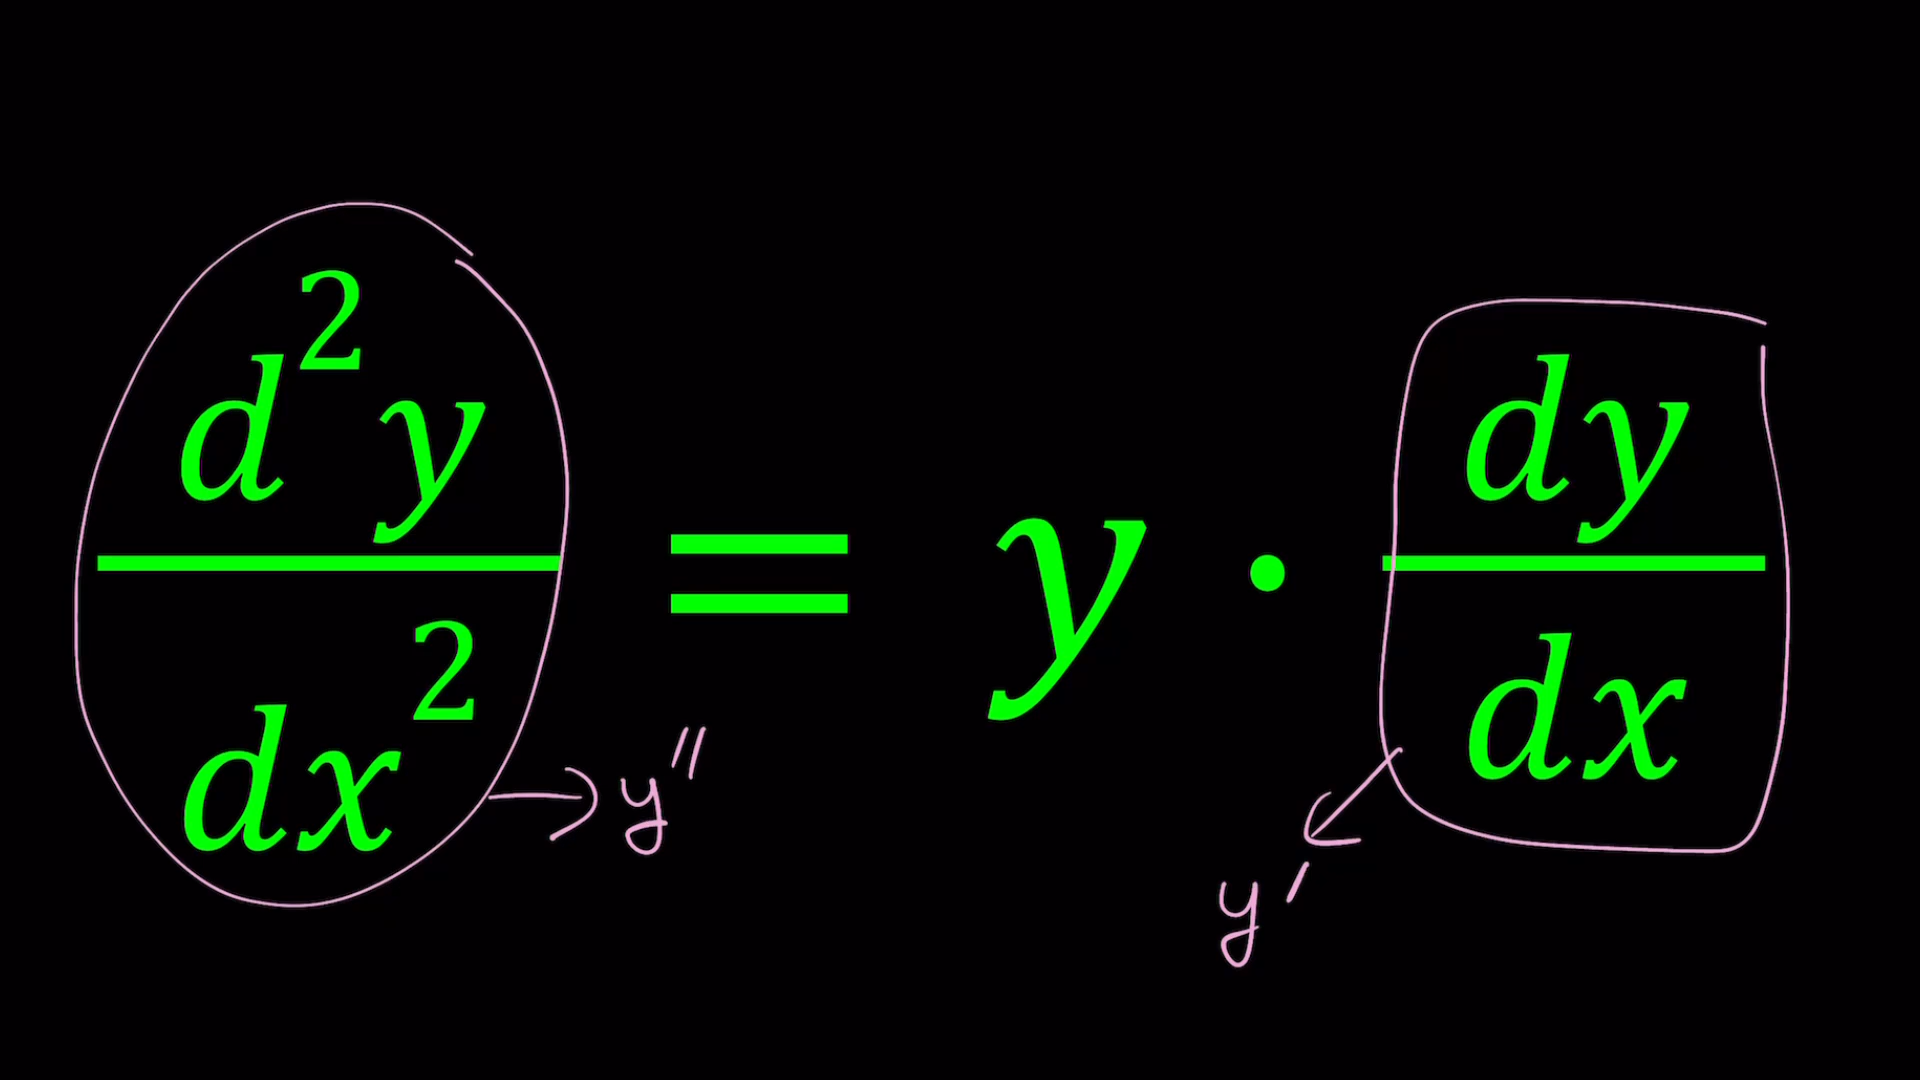 d²y/dx² = y · dy/dx
y''
y'